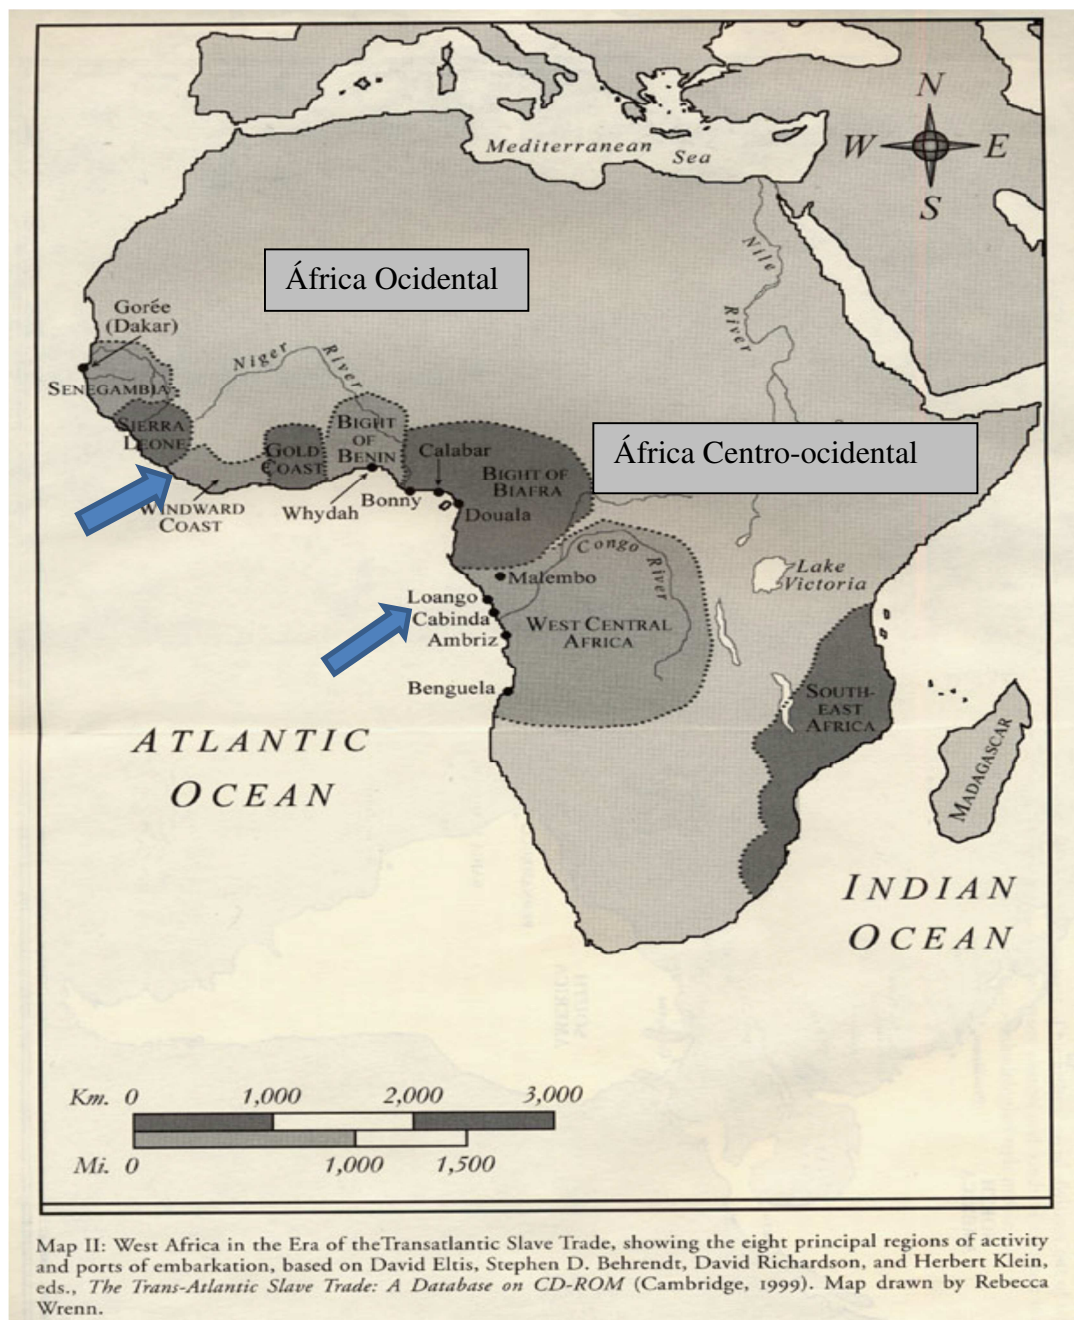 N
W E
S
Mediterranean
Sea
Nile
River
África Ocidental
Gorée
(Dakar)
Niger
River
SENEGAMBIA
SIERRA
LEONE
GOLD
COAST
BIGHT
OF
BENIN
África Centro-ocidental
Calabar
BIGHT OF
BIAFRA
WINDWARD
COAST
Whydah
Bonny
Douala
Congo
River
Malembo
Lake
Victoria
Loango
Cabinda
Ambriz
WEST CENTRAL
AFRICA
Benguela
SOUTH-
EAST
AFRICA
MADAGASCAR
ATLANTIC
OCEAN
INDIAN
OCEAN
Km. 0 1,000 2,000 3,000
Mi. 0 1,000 1,500
Map II: West Africa in the Era of theTransatlantic Slave Trade, showing the eight principal regions of activity
and ports of embarkation, based on David Eltis, Stephen D. Behrendt, David Richardson, and Herbert Klein,
eds., The Trans-Atlantic Slave Trade: A Database on CD-ROM (Cambridge, 1999). Map drawn by Rebecca
Wrenn.